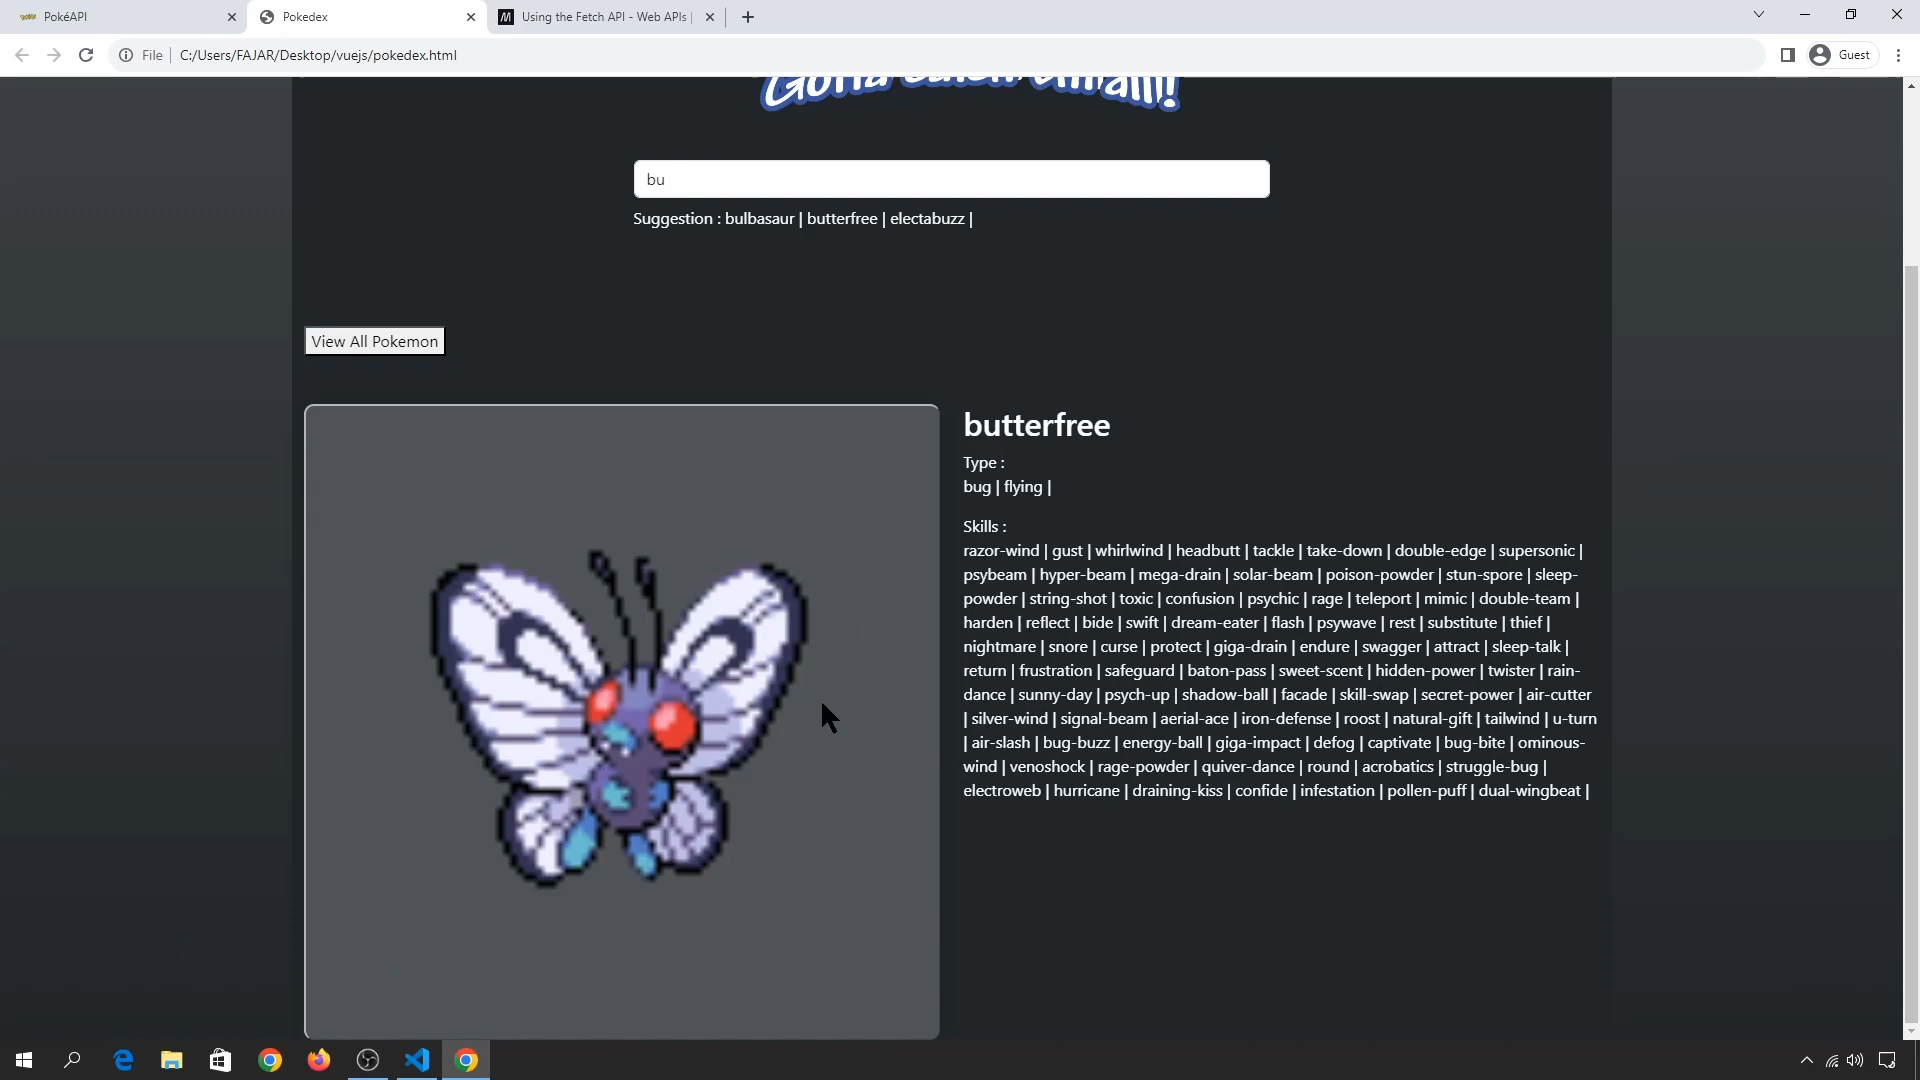 PokéAPI
Pokedex
Using the Fetch API - Web APIs |
File
C:/Users/FAJAR/Desktop/vuejs/pokedex.html
Guest
bu
Suggestion : bulbasaur | butterfree | electabuzz |
View All Pokemon
butterfree
Type :
bug | flying |
Skills :
razor-wind | gust | whirlwind | headbutt | tackle | take-down | double-edge | supersonic |
psybeam | hyper-beam | mega-drain | solar-beam | poison-powder | stun-spore | sleep-
powder | string-shot | toxic | confusion | psychic | rage | teleport | mimic | double-team |
harden | reflect | bide | swift | dream-eater | flash | psywave | rest | substitute | thief |
nightmare | snore | curse | protect | giga-drain | endure | swagger | attract | sleep-talk |
return | frustration | safeguard | baton-pass | sweet-scent | hidden-power | twister | rain-
dance | sunny-day | psych-up | shadow-ball | facade | skill-swap | secret-power | air-cutter
| silver-wind | signal-beam | aerial-ace | iron-defense | roost | natural-gift | tailwind | u-turn
| air-slash | bug-buzz | energy-ball | giga-impact | defog | captivate | bug-bite | ominous-
wind | venoshock | rage-powder | quiver-dance | round | acrobatics | struggle-bug |
electroweb | hurricane | draining-kiss | confide | infestation | pollen-puff | dual-wingbeat |